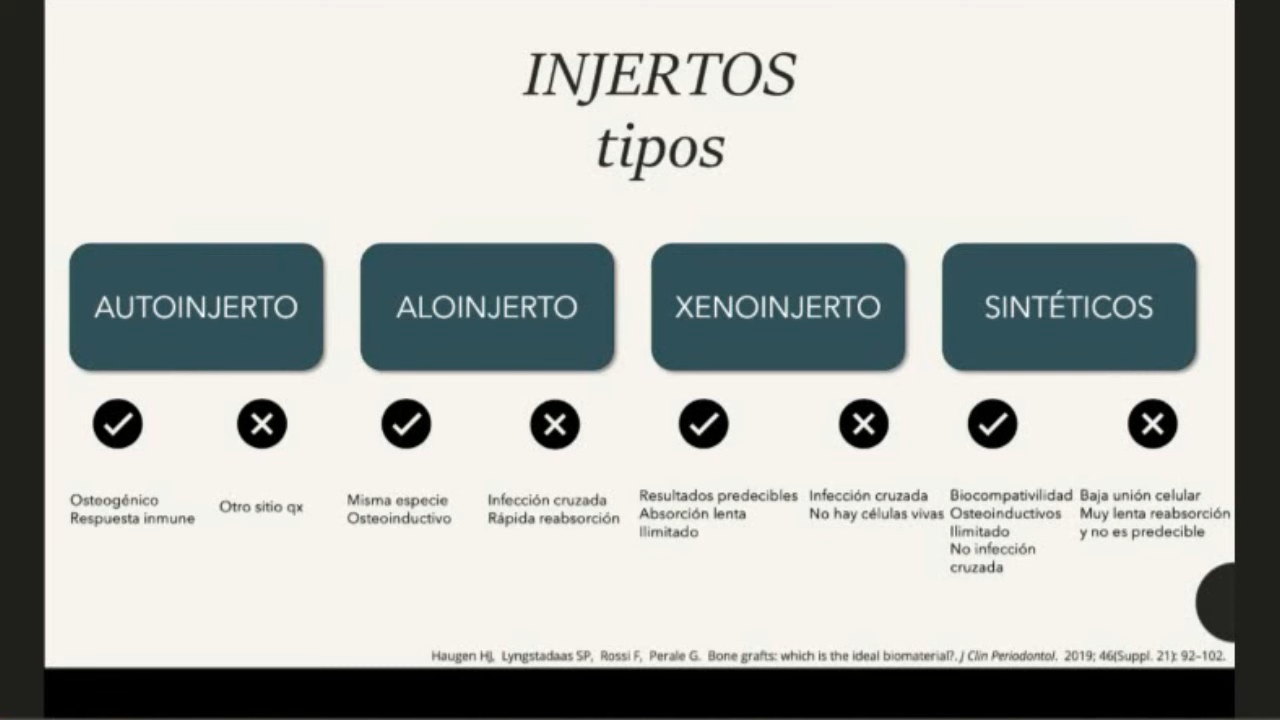 INJERTOS
tipos
AUTOINJERTO
ALOINJERTO
XENOINJERTO
SINTÉTICOS
Osteogénico
Respuesta inmune
Otro sitio qx
Misma especie
Osteoinductivo
Infección cruzada
Rápida reabsorción
Resultados predecibles
Absorción lenta
Ilimitado
Infección cruzada
No hay células vivas
Biocompativilidad
Osteoinductivos
Ilimitado
No infección
cruzada
Baja unión celular
Muy lenta reabsorción
y no es predecible
Haugen HJ, Lyngstadaas SP, Rossi F, Perale G. Bone grafts: which is the ideal biomaterial?. J Clin Periodontol. 2019; 46(Suppl. 21): 92–102.